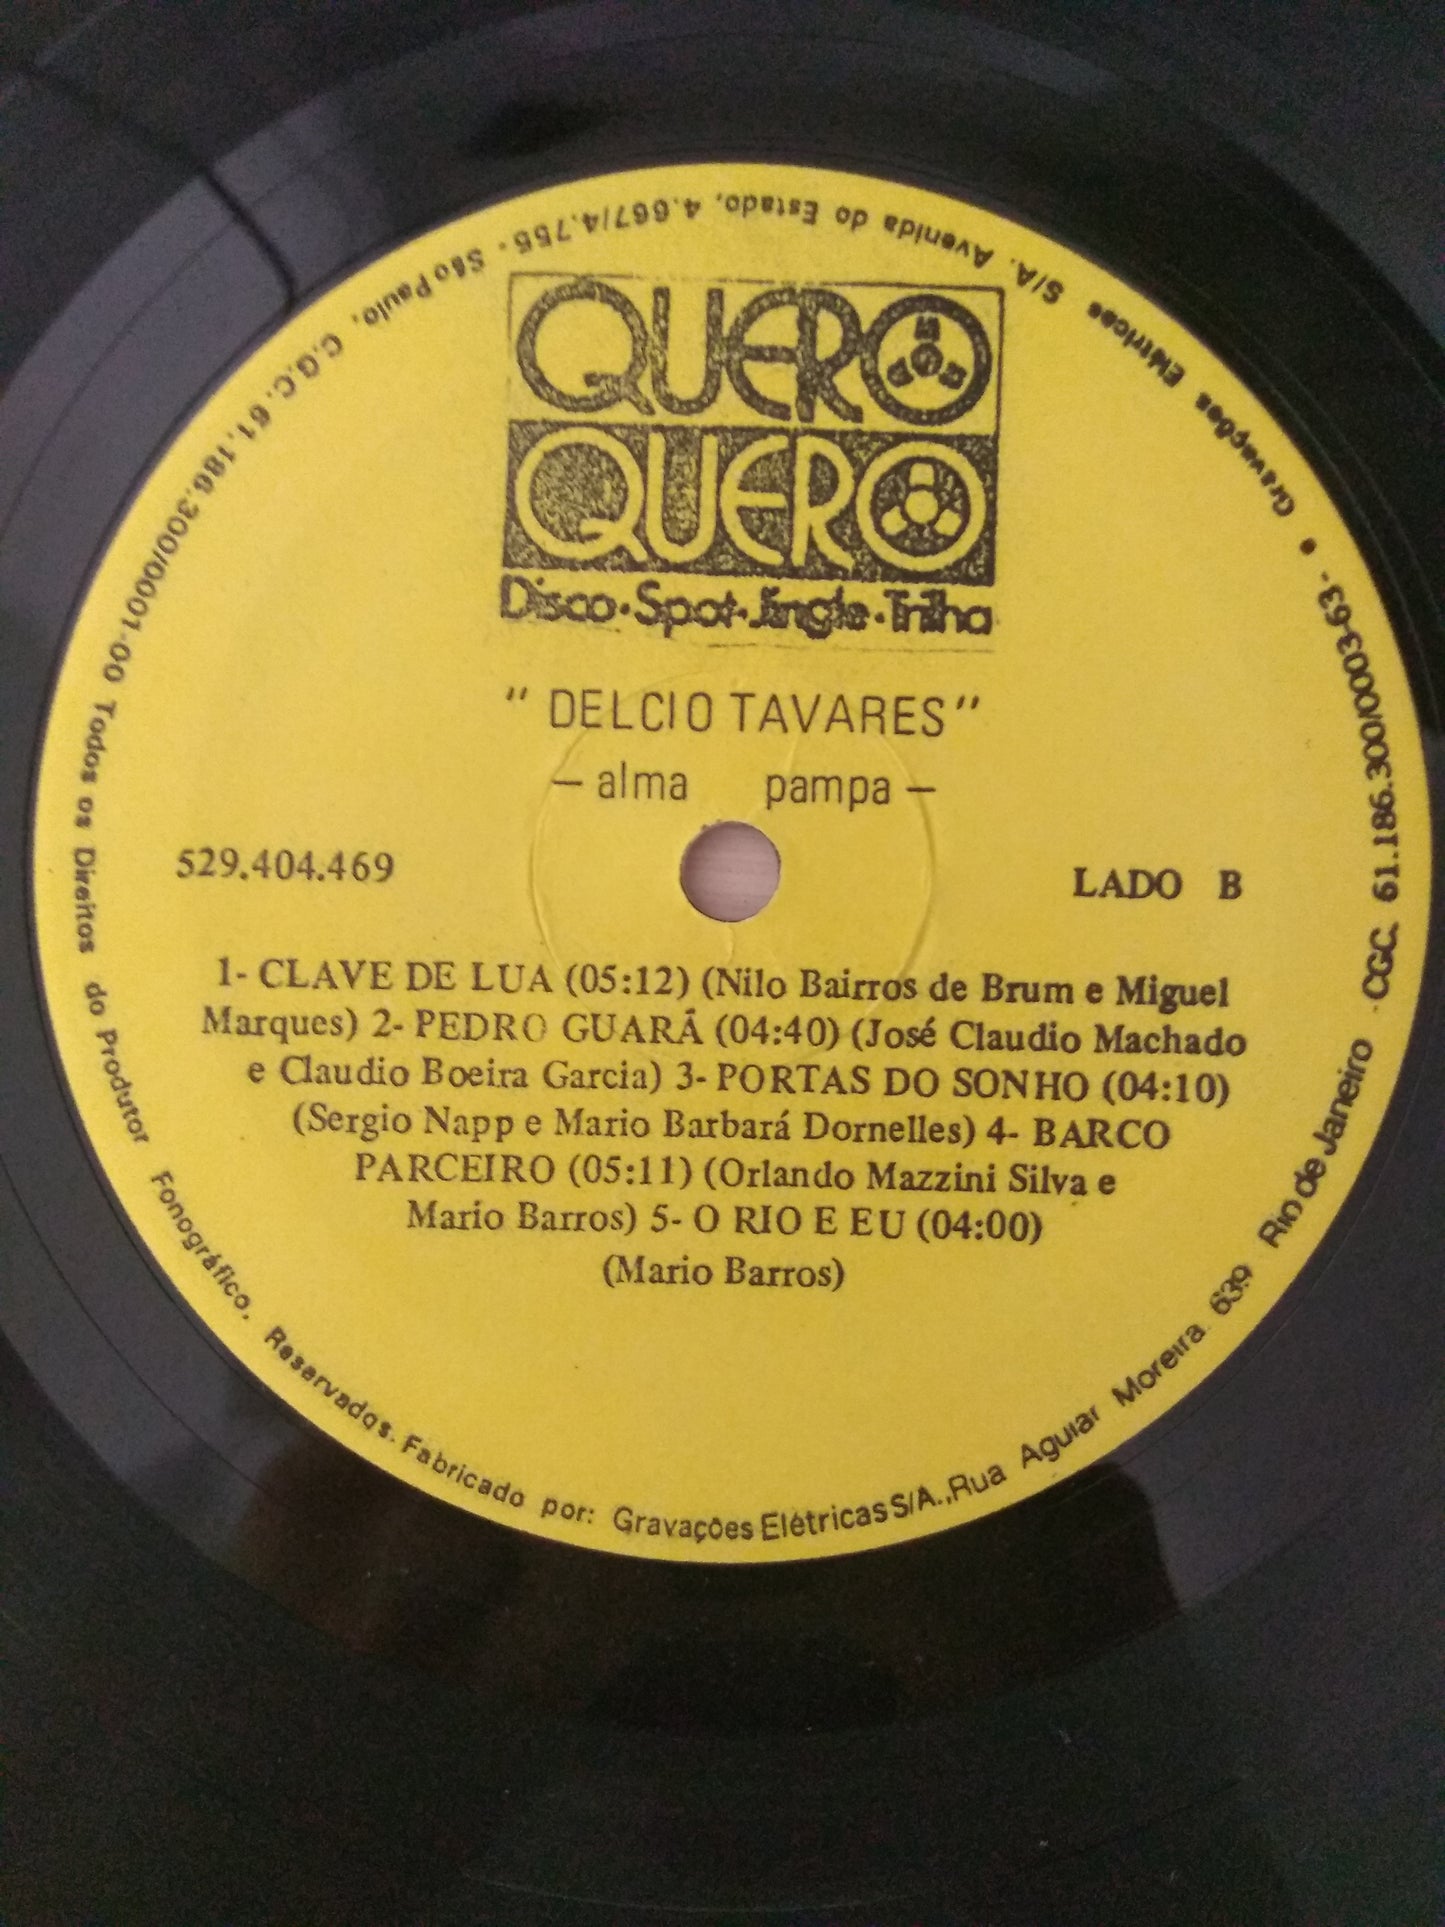 QUERO
QUERO
Disco·Spot·Jingle·Trilha
" DELCIO TAVARES"
– alma pampa –
529.404.469
LADO B
1- CLAVE DE LUA (05:12) (Nilo Bairros de Brum e Miguel
Marques) 2- PEDRO GUARÁ (04:40) (José Claudio Machado
e Claudio Boeira Garcia) 3- PORTAS DO SONHO (04:10)
(Sergio Napp e Mario Barbará Dornelles) 4- BARCO
PARCEIRO (05:11) (Orlando Mazzini Silva e
Mario Barros) 5- O RIO E EU (04:00)
(Mario Barros)
• Gravações Elétricas S/A. Avenida do Estado, 4.667/4.755 - São Paulo, C.G.C. 61.186.300/0001-00 Todos os Direitos do Produtor Fonográfico, Reservados. Fabricado por: Gravações Elétricas S/A., Rua Aguiar Moreira 639 Rio de Janeiro CGC. 61.186.300/0003-63-